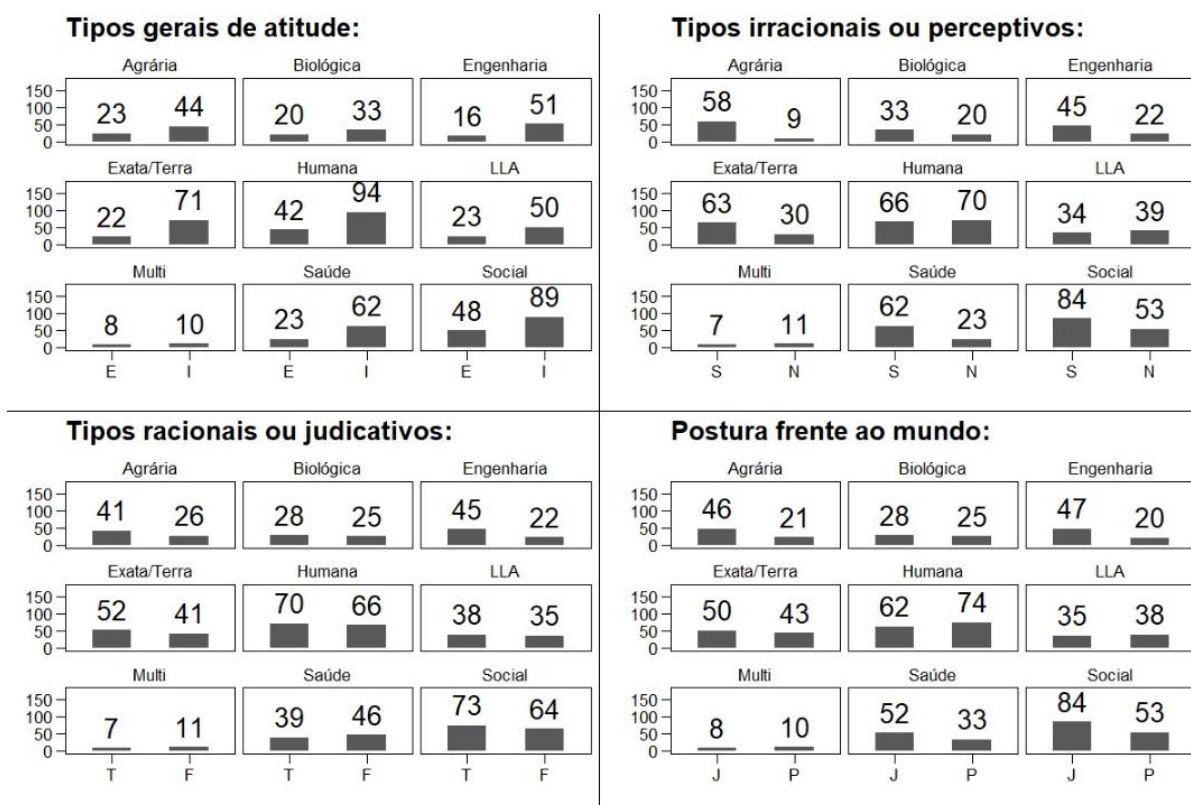 Tipos gerais de atitude:
Agrária Biológica Engenharia
150
100
50
0
23 44 20 33 16 51
Exata/Terra Humana LLA
150
100
50
0
22 71 42 94 23 50
Multi Saúde Social
150
100
50
0
8 10 23 62 48 89
E I E I E I
Tipos irracionais ou perceptivos:
Agrária Biológica Engenharia
150
100
50
0
58 9 33 20 45 22
Exata/Terra Humana LLA
150
100
50
0
63 30 66 70 34 39
Multi Saúde Social
150
100
50
0
7 11 62 23 84 53
S N S N S N
Tipos racionais ou judicativos:
Agrária Biológica Engenharia
150
100
50
0
41 26 28 25 45 22
Exata/Terra Humana LLA
150
100
50
0
52 41 70 66 38 35
Multi Saúde Social
150
100
50
0
7 11 39 46 73 64
T F T F T F
Postura frente ao mundo:
Agrária Biológica Engenharia
150
100
50
0
46 21 28 25 47 20
Exata/Terra Humana LLA
150
100
50
0
50 43 62 74 35 38
Multi Saúde Social
150
100
50
0
8 10 52 33 84 53
J P J P J P